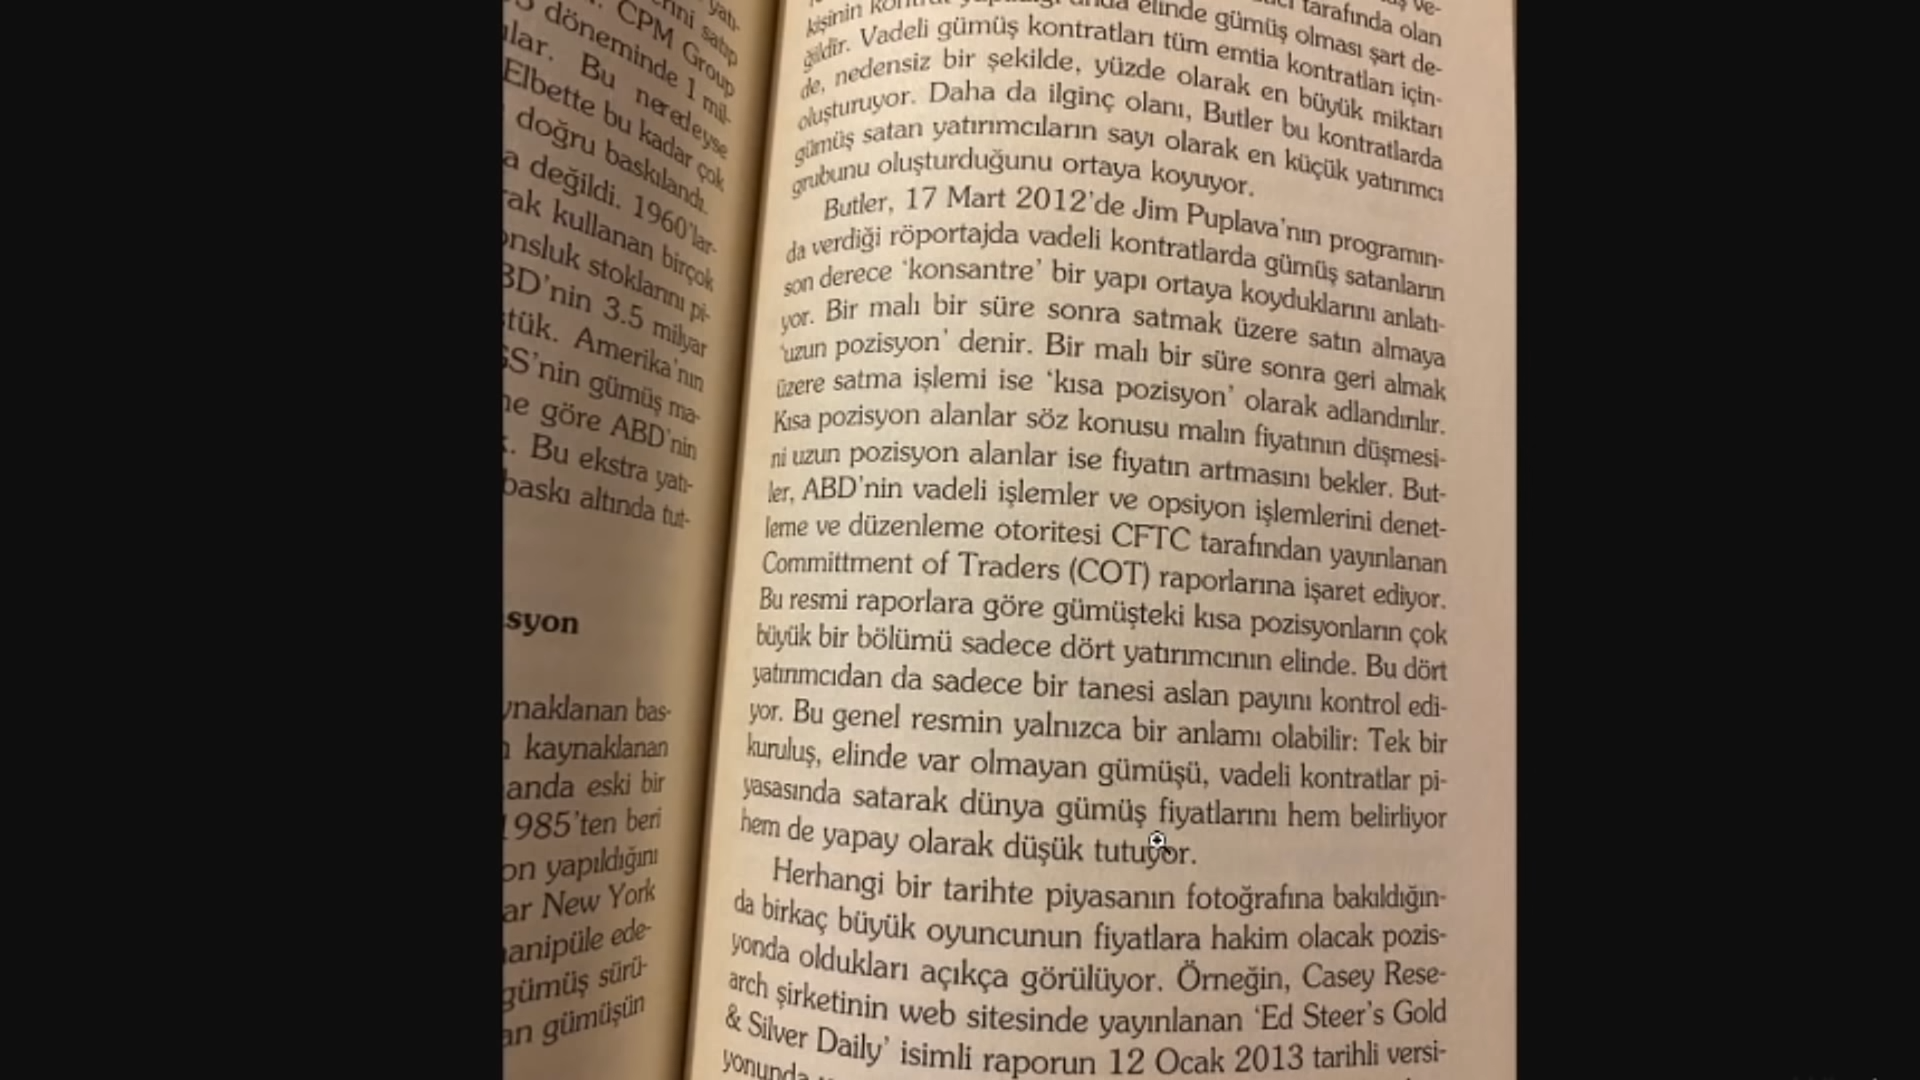 yatı-
satıp
CPM Group
döneminde 1 mil-
lar. Bu neredeyse
Elbette bu kadar çok
doğru baskılandı.
a değildi. 1960'lar-
rak kullanan birçok
onsluk stoklarını pi-
BD'nin 3.5 milyar
tük. Amerika'nın
GS'nin gümüş ma-
ne göre ABD'nin
k. Bu ekstra yatı-
baskı altında tut-
syon
ynaklanan bas-
n kaynaklanan
anda eski bir
1985'ten beri
on yapıldığını
ar New York
anipüle ede-
gümüş sürü-
an gümüşün
tarafında olan
kişinin elinde gümüş olması şart de-
ğildir. Vadeli gümüş kontratları tüm emtia kontratları için-
de, nedensiz bir şekilde, yüzde olarak en büyük miktarı
oluşturuyor. Daha da ilginç olanı, Butler bu kontratlarda
gümüş satan yatırımcıların sayı olarak en küçük yatırımcı
grubunu oluşturduğunu ortaya koyuyor.
Butler, 17 Mart 2012'de Jim Puplava'nın programın-
da verdiği röportajda vadeli kontratlarda gümüş satanların
son derece 'konsantre' bir yapı ortaya koyduklarını anlatı-
yor. Bir malı bir süre sonra satmak üzere satın almaya
'uzun pozisyon' denir. Bir malı bir süre sonra geri almak
üzere satma işlemi ise 'kısa pozisyon' olarak adlandırılır.
Kısa pozisyon alanlar söz konusu malın fiyatının düşmesi-
ni uzun pozisyon alanlar ise fiyatın artmasını bekler. But-
ler, ABD'nin vadeli işlemler ve opsiyon işlemlerini denet-
leme ve düzenleme otoritesi CFTC tarafından yayınlanan
Committment of Traders (COT) raporlarına işaret ediyor.
Bu resmi raporlara göre gümüşteki kısa pozisyonların çok
büyük bir bölümü sadece dört yatırımcının elinde. Bu dört
yatırımcıdan da sadece bir tanesi aslan payını kontrol edi-
yor. Bu genel resmin yalnızca bir anlamı olabilir: Tek bir
kuruluş, elinde var olmayan gümüşü, vadeli kontratlar pi-
yasasında satarak dünya gümüş fiyatlarını hem belirliyor
hem de yapay olarak düşük tutuyor.
Herhangi bir tarihte piyasanın fotoğrafına bakıldığın-
da birkaç büyük oyuncunun fiyatlara hakim olacak pozis-
yonda oldukları açıkça görülüyor. Örneğin, Casey Rese-
arch şirketinin web sitesinde yayınlanan 'Ed Steer's Gold
& Silver Daily' isimli raporun 12 Ocak 2013 tarihli versi-
yonunda